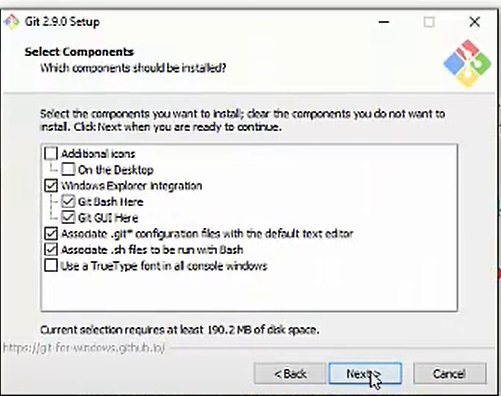 Git 2.9.0 Setup
Select Components
Which components should be installed?
Select the components you want to install; clear the components you do not want to
install. Click Next when you are ready to continue.
Additional icons
On the Desktop
Windows Explorer integration
Git Bash Here
Git GUI Here
Associate .git* configuration files with the default text editor
Associate .sh files to be run with Bash
Use a TrueType font in all console windows
Current selection requires at least 190.2 MB of disk space.
https://git-for-windows.github.io/
< Back
Next >
Cancel